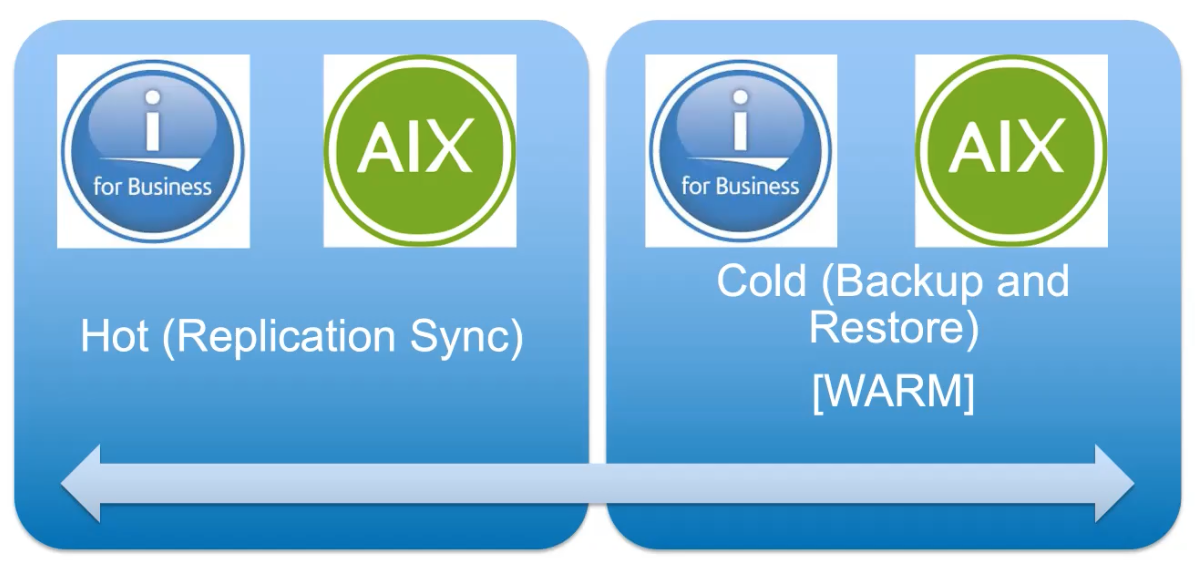 i
for Business
AIX
Hot (Replication Sync)
i
for Business
AIX
Cold (Backup and
Restore)
[WARM]